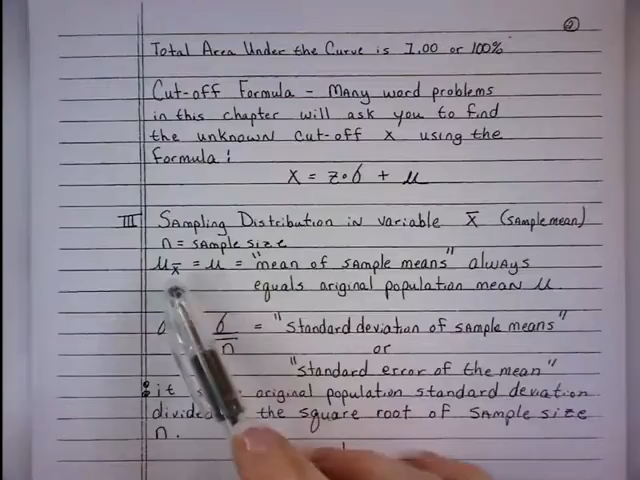 2
Total Area Under the Curve is 1.00 or 100%
Cut-off Formula - Many word problems
in this chapter will ask you to find
the unknown cut-off x using the
formula:
x = z•σ + μ
III Sampling Distribution in variable x̄ (sample mean)
n = sample size
μx̄ = μ = "mean of sample means" always
equals original population mean μ.
σ/√n = "standard deviation of sample means"
or
"standard error of the mean"
it original population standard deviation
divided the square root of sample size
n.